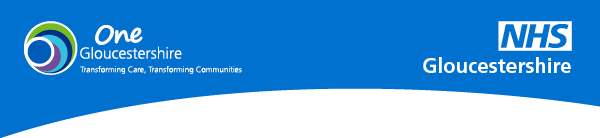 One
Gloucestershire
Transforming Care, Transforming Communities
NHS
Gloucestershire